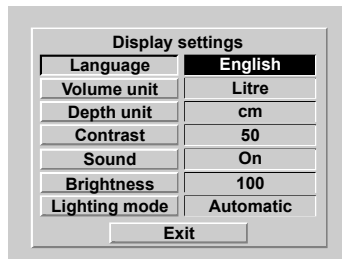 Display settings
Language English
Volume unit Litre
Depth unit cm
Contrast 50
Sound On
Brightness 100
Lighting mode Automatic
Exit